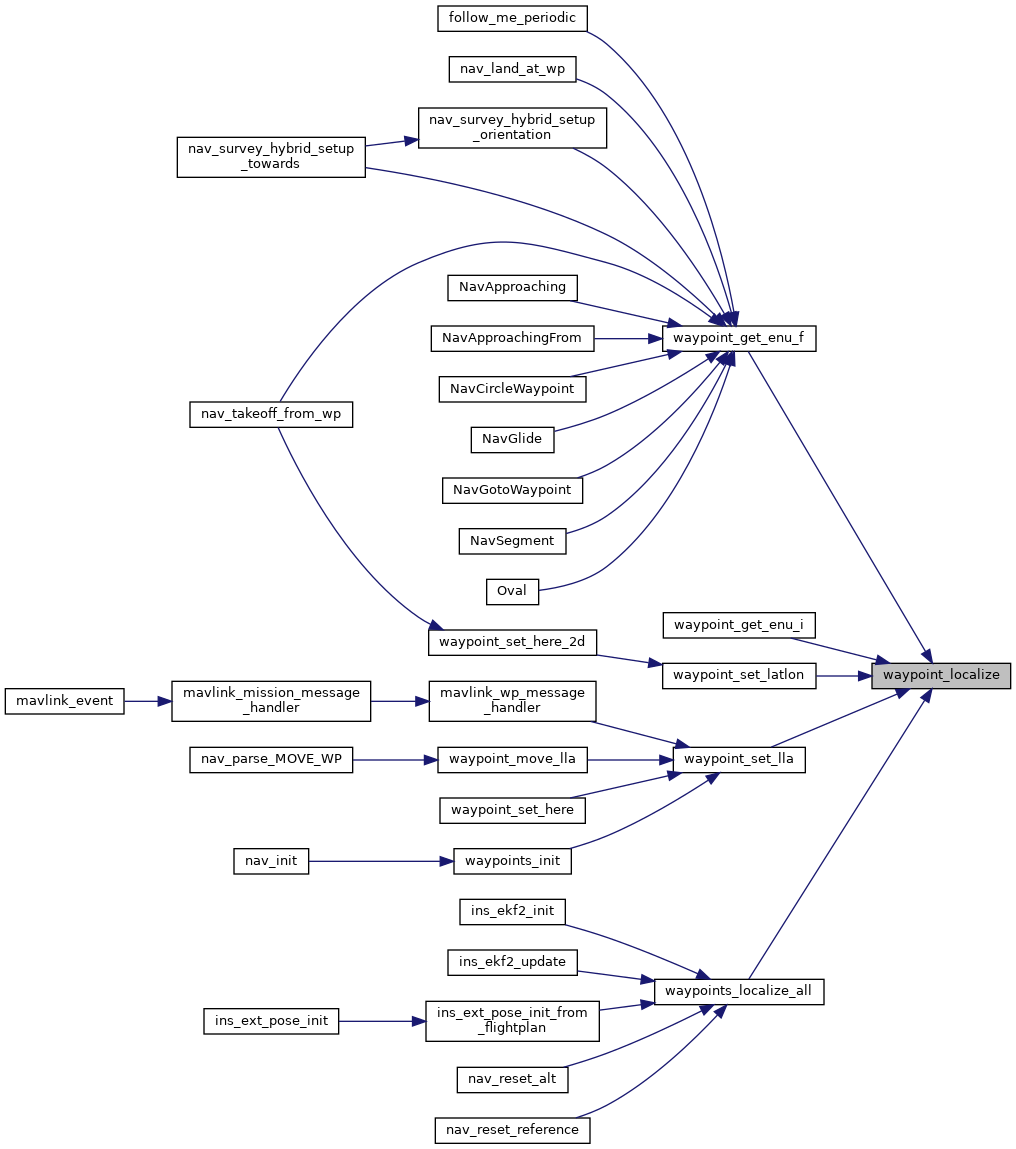 follow_me_periodic
nav_land_at_wp
nav_survey_hybrid_setup
_orientation
nav_survey_hybrid_setup
_towards
NavApproaching
waypoint_get_enu_f
NavApproachingFrom
NavCircleWaypoint
nav_takeoff_from_wp
NavGlide
NavGotoWaypoint
NavSegment
Oval
waypoint_get_enu_i
waypoint_set_here_2d
waypoint_set_latlon
waypoint_localize
mavlink_event
mavlink_mission_message
_handler
mavlink_wp_message
_handler
nav_parse_MOVE_WP
waypoint_move_lla
waypoint_set_lla
waypoint_set_here
nav_init
waypoints_init
ins_ekf2_init
ins_ekf2_update
waypoints_localize_all
ins_ext_pose_init
ins_ext_pose_init_from
_flightplan
nav_reset_alt
nav_reset_reference